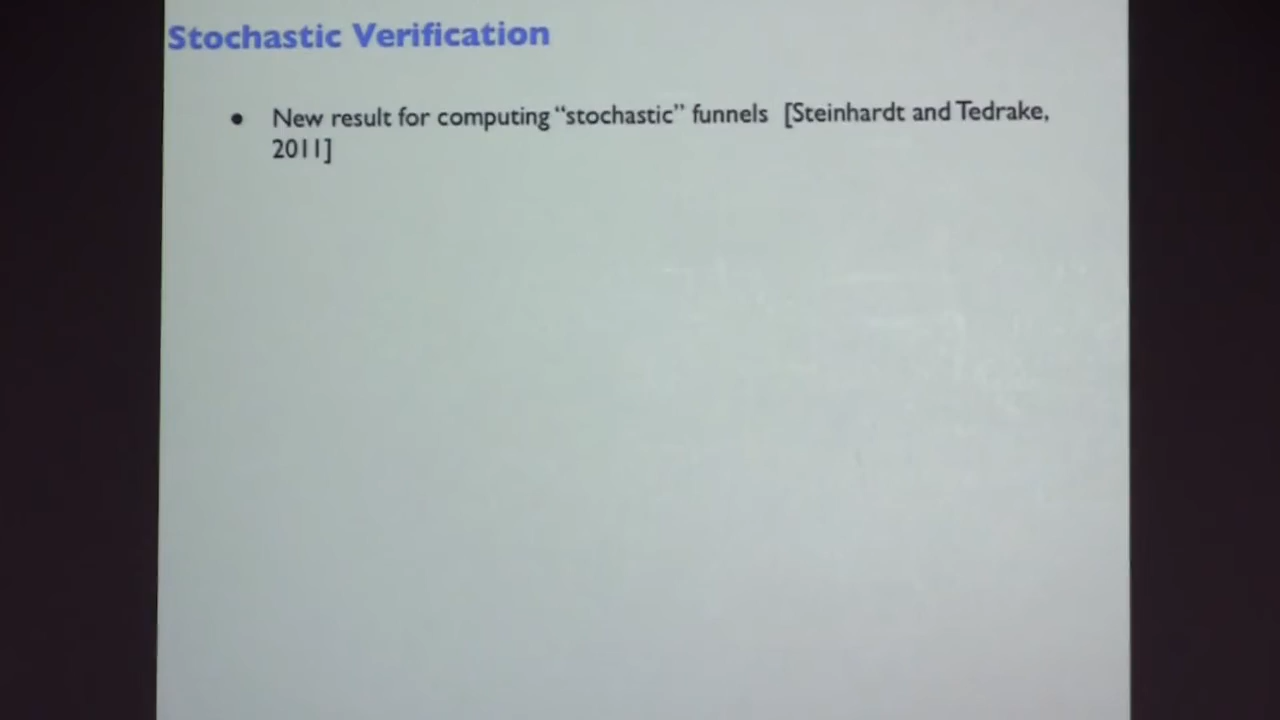 Stochastic Verification
• New result for computing “stochastic” funnels [Steinhardt and Tedrake,
2011]